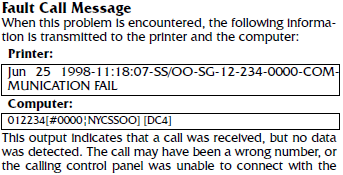 Fault Call Message
When this problem is encountered, the following informa-
tion is transmitted to the printer and the computer:
Printer:
Jun 25 1998-11:18:07-SS/OO-SG-12-234-0000-COM-
MUNICATION FAIL
Computer:
012234[#0000¦NYCSSOO] [DC4]
This output indicates that a call was received, but no data
was detected. The call may have been a wrong number, or
the calling control panel was unable to connect with the